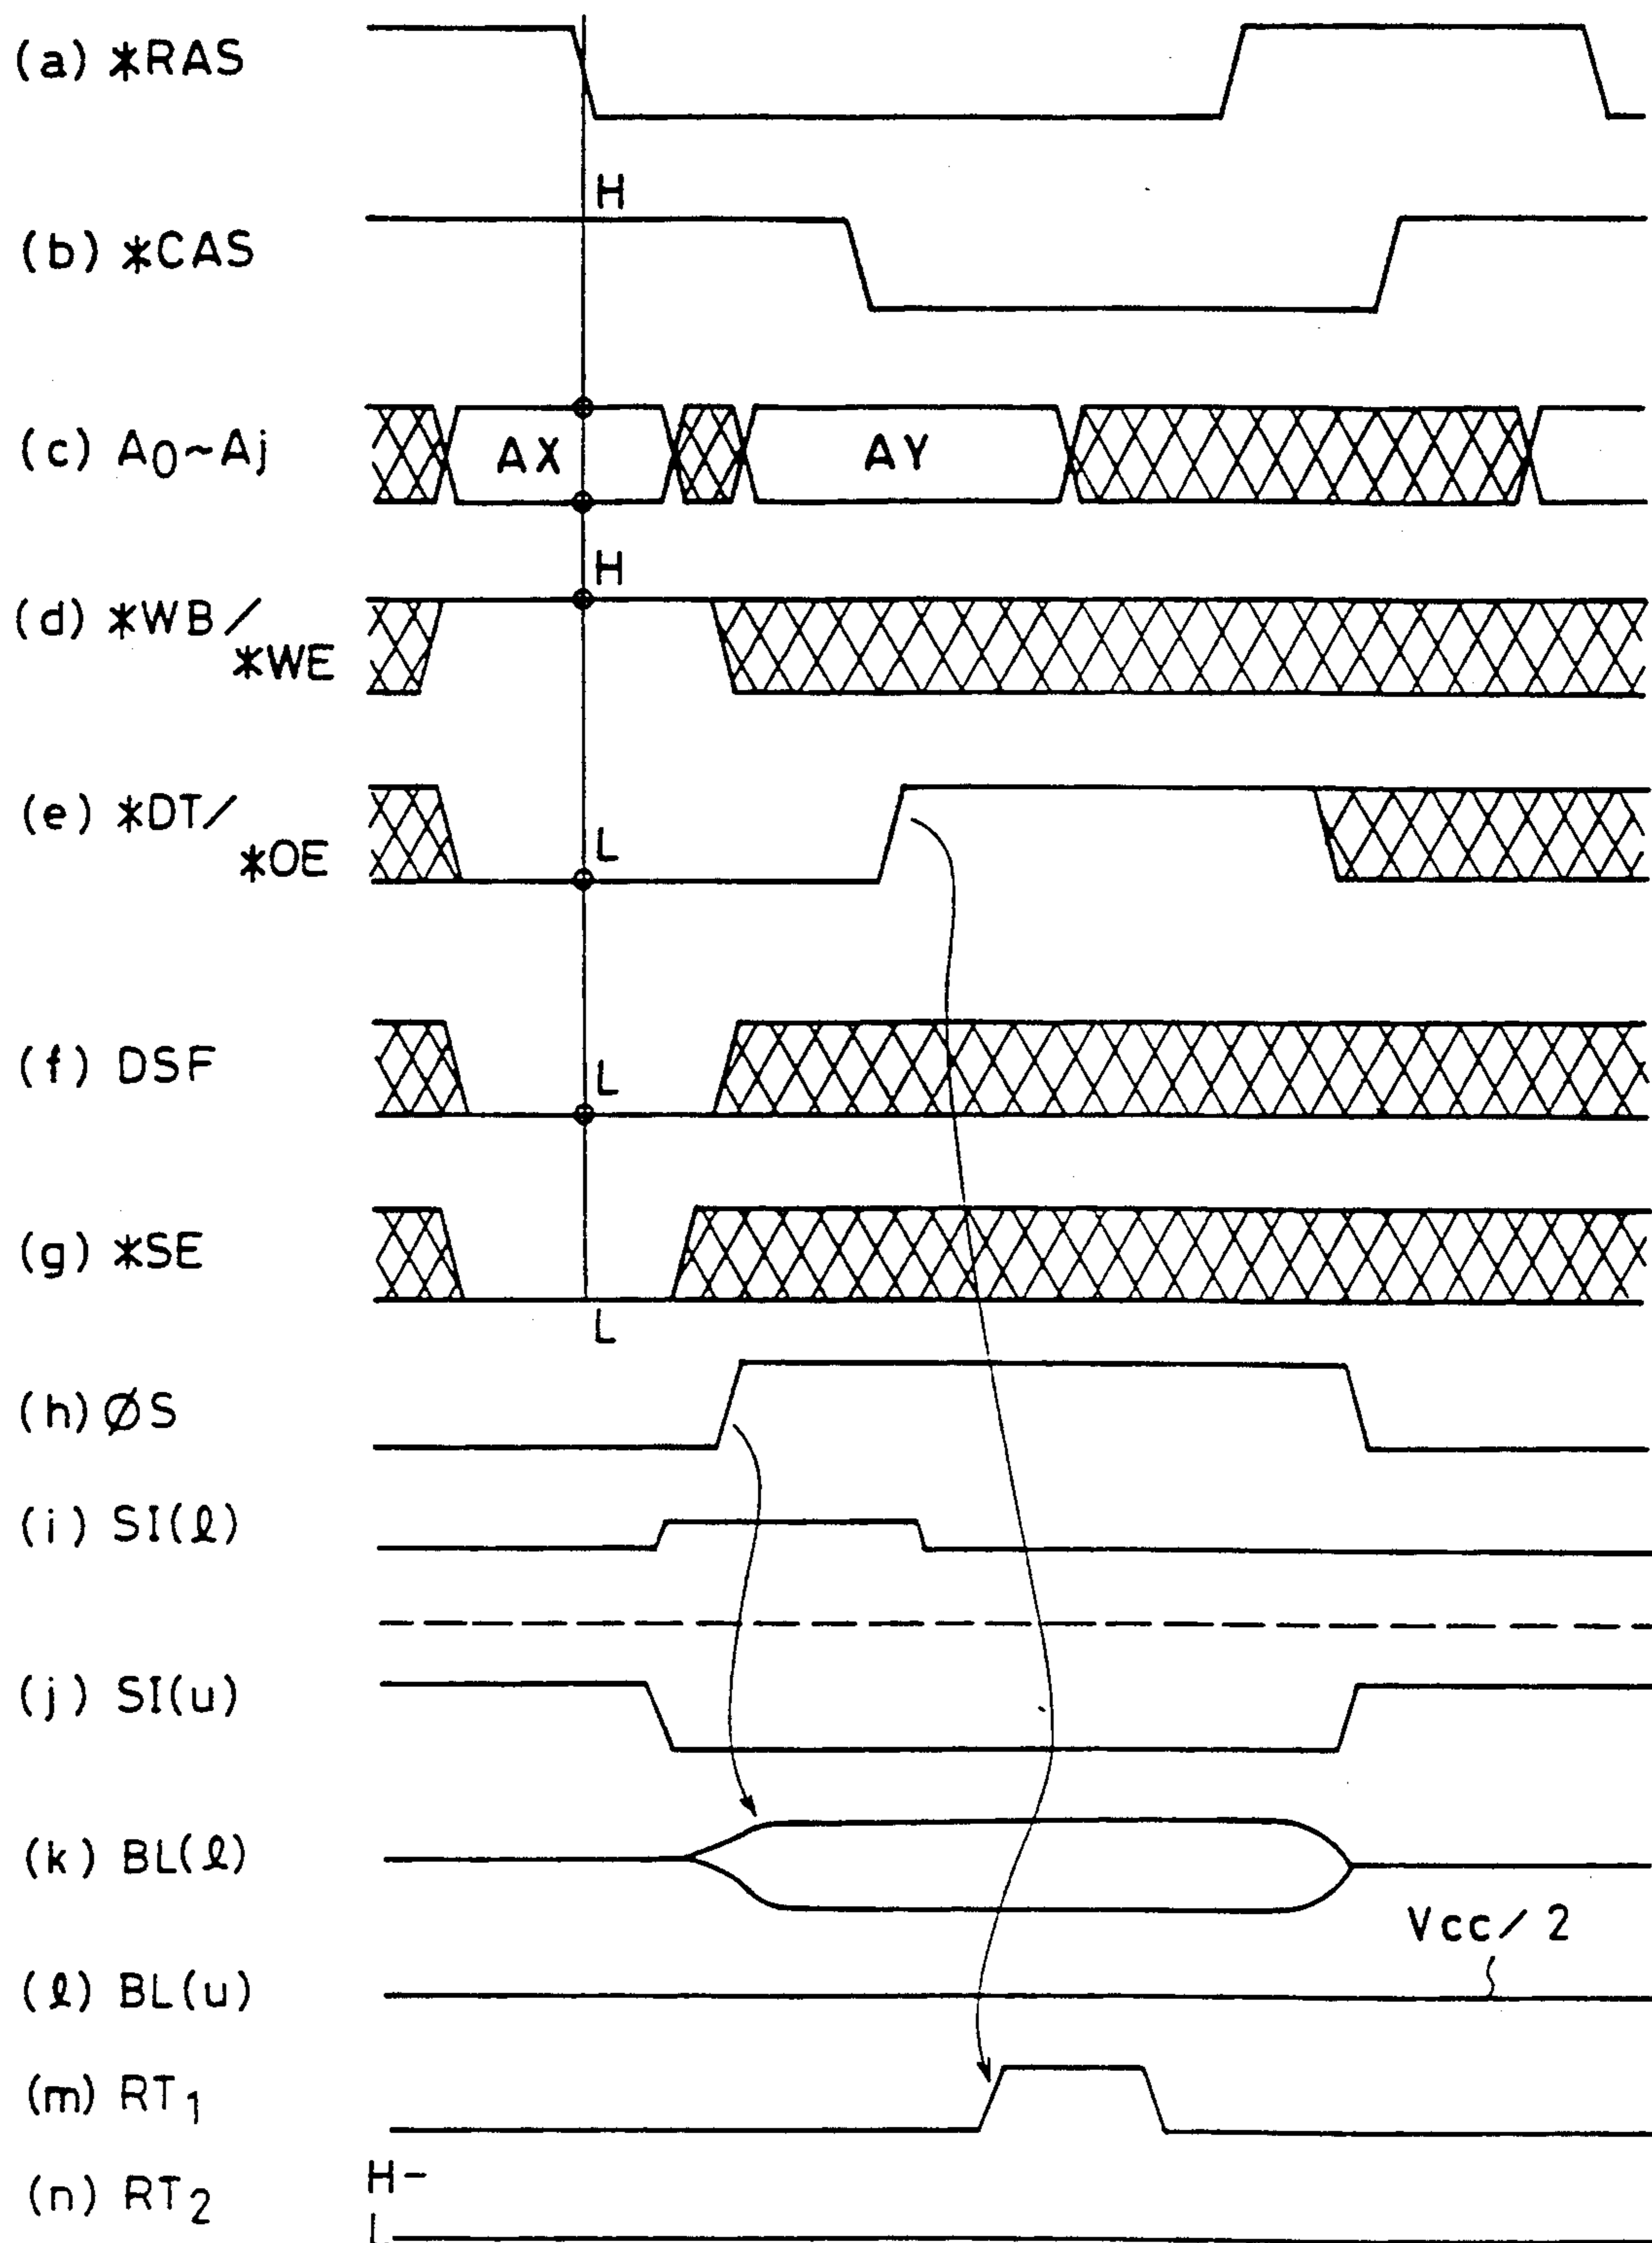 (a) *RAS
H
(b) *CAS
(c) A0~Aj
AX
AY
H
(d) *WB/
*WE
(e) *DT/
*OE
L
(f) DSF
L
(g) *SE
L
(h) ØS
(i) SI(ℓ)
(j) SI(u)
(k) BL(ℓ)
Vcc/2
(ℓ) BL(u)
(m) RT1
H-
(n) RT2
L